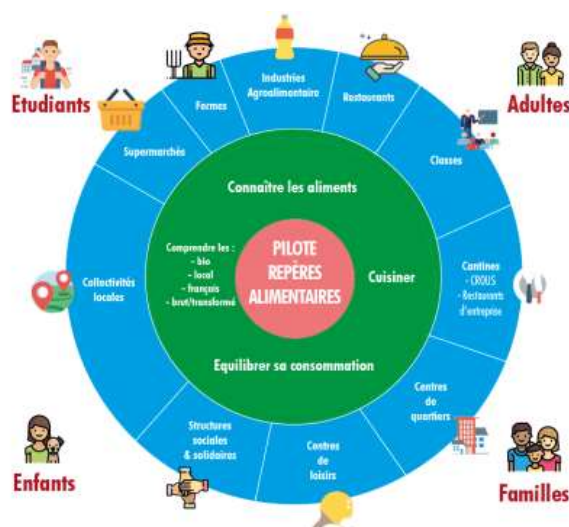 Etudiants
Adultes
Fermes
Industries
Agroalimentaire
Restaurants
Supermarchés
Classes
Connaître les aliments
Comprendre les :
- bio
- local
- français
- brut/transformé
PILOTE
REPÈRES
ALIMENTAIRES
Cuisiner
Collectivités
locales
Cantines
- CROUS
- Restaurants
d'entreprise
Equilibrer sa consommation
Centres
de
quartiers
Structures
sociales
& solidaires
Centres
de
loisirs
Enfants
Familles